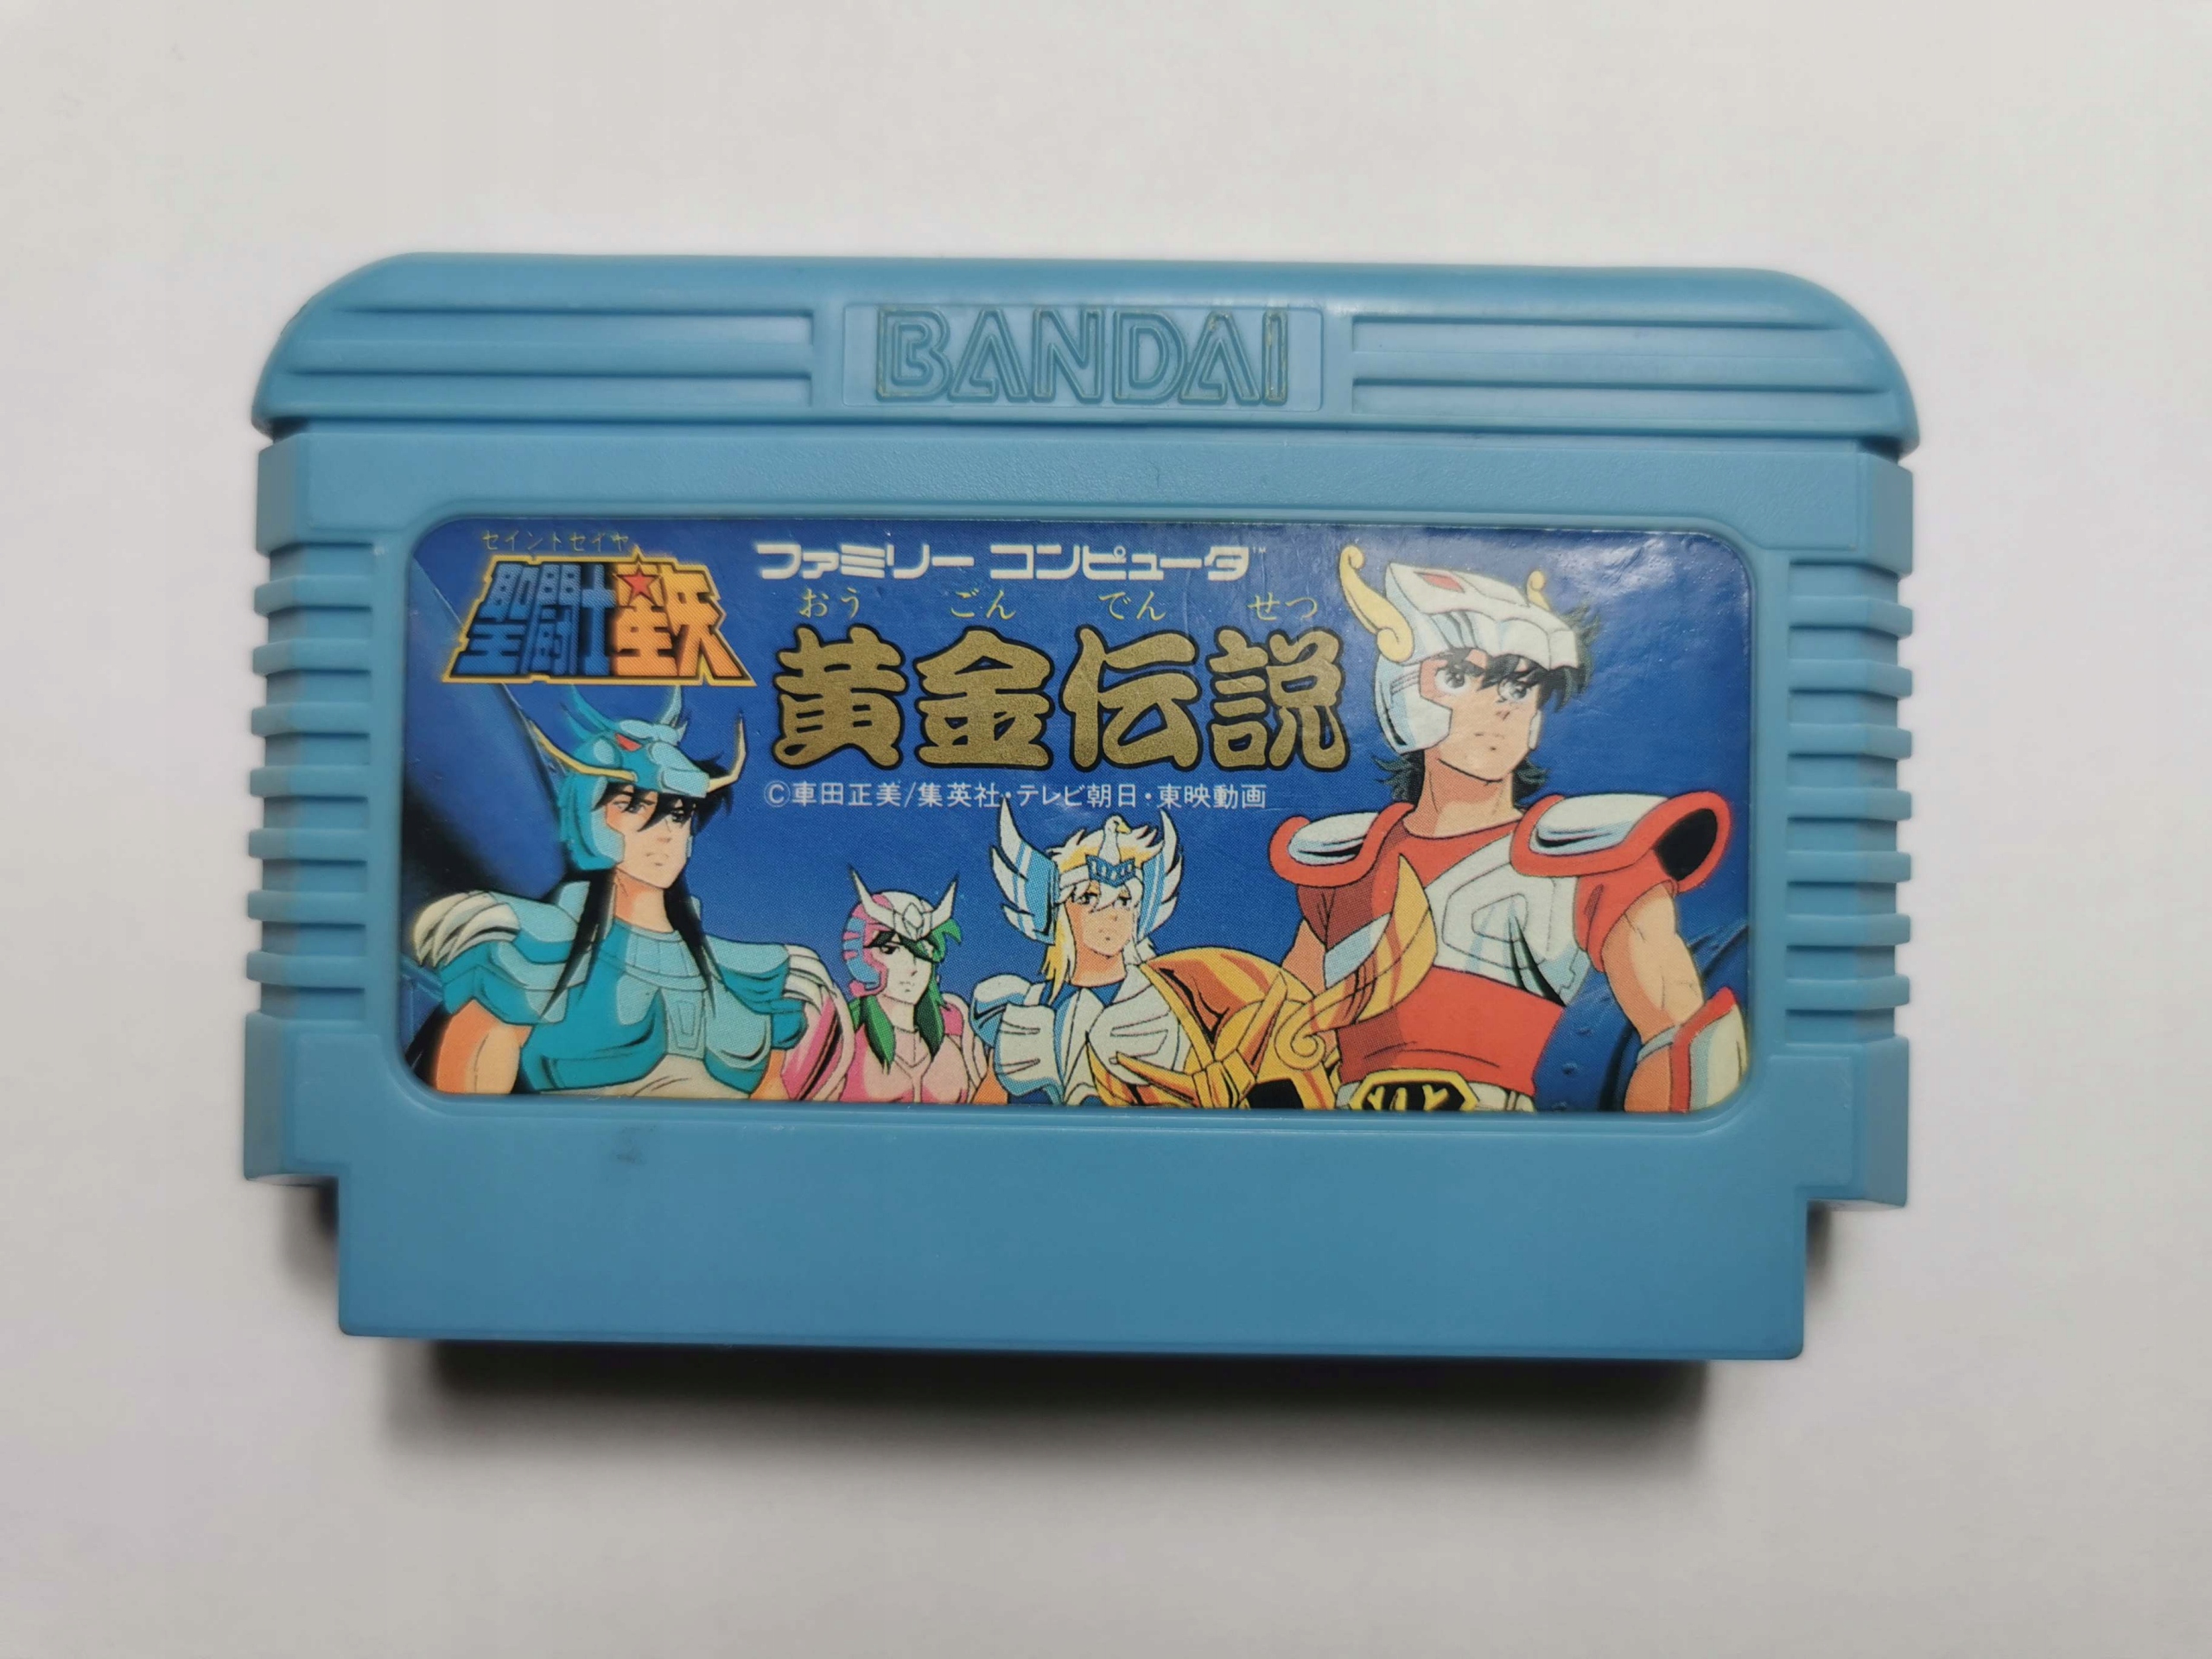 BANDAI
セイントセイヤ
聖闘士星矢
ファミリー コンピュータ™
おう ごん でん せつ
黄金伝説
©車田正美/集英社・テレビ朝日・東映動画